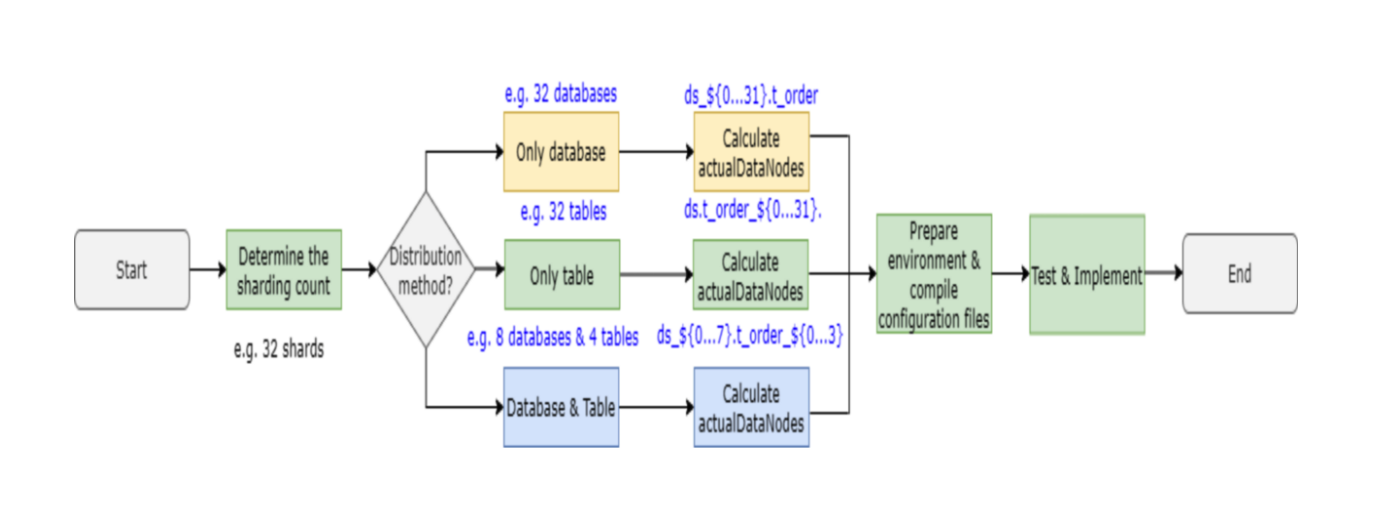 Start
Determine the
sharding count
e.g. 32 shards
Distribution
method?
e.g. 32 databases
Only database
ds_${0...31}.t_order
Calculate
actualDataNodes
e.g. 32 tables
Only table
ds.t_order_${0...31}.
Calculate
actualDataNodes
e.g. 8 databases & 4 tables
Database & Table
ds_${0...7}.t_order_${0...3}
Calculate
actualDataNodes
Prepare
environment &
compile
configuration files
Test & Implement
End